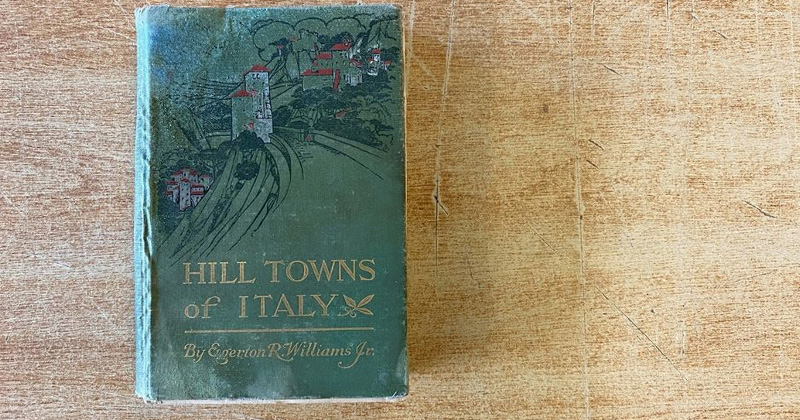 HILL TOWNS
of ITALY
By Egerton R. Williams Jr.